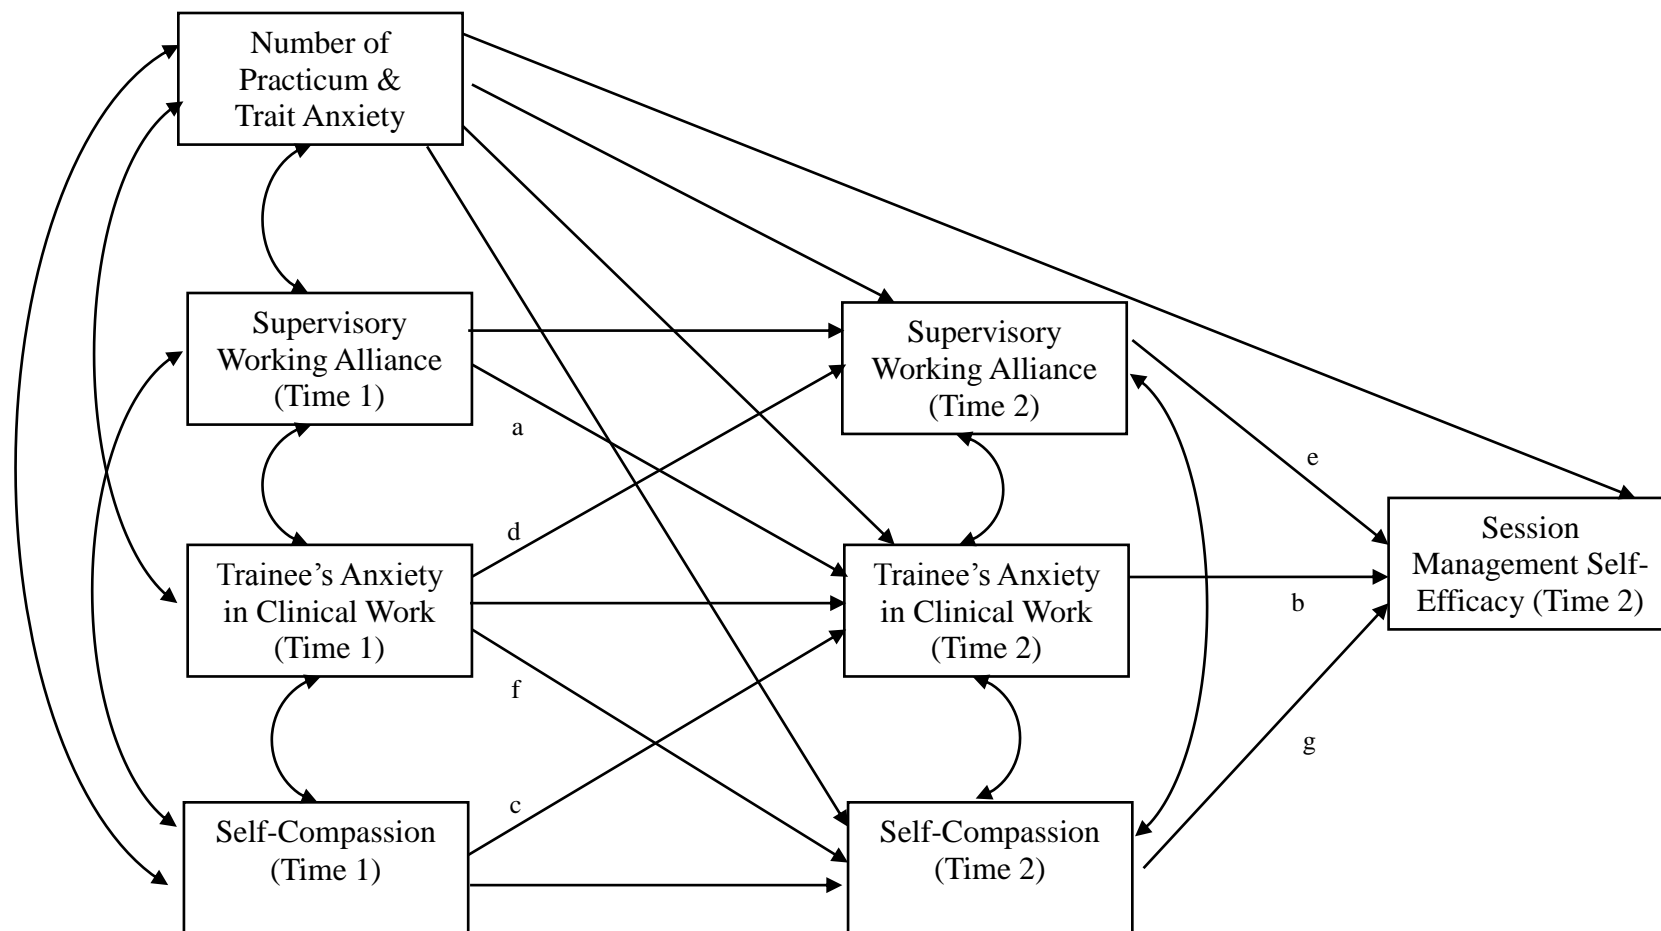 Number of
Practicum &
Trait Anxiety
Supervisory
Working Alliance
(Time 1)
Supervisory
Working Alliance
(Time 2)
a
e
d
Session
Management Self-
Efficacy (Time 2)
Trainee’s Anxiety
in Clinical Work
(Time 1)
Trainee’s Anxiety
in Clinical Work
(Time 2)
b
f
g
c
Self-Compassion
(Time 1)
Self-Compassion
(Time 2)